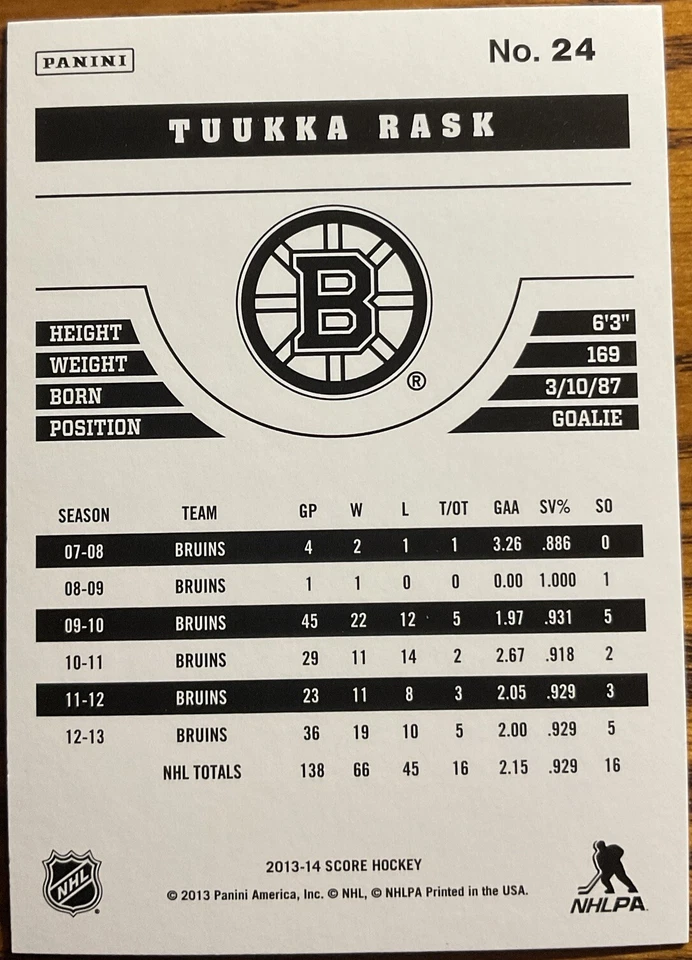 PANINI
No. 24
TUUKKA RASK
B
®
HEIGHT 6'3"
WEIGHT 169
BORN 3/10/87
POSITION GOALIE
SEASON TEAM GP W L T/OT GAA SV% SO
07-08 BRUINS 4 2 1 1 3.26 .886 0
08-09 BRUINS 1 1 0 0 0.00 1.000 1
09-10 BRUINS 45 22 12 5 1.97 .931 5
10-11 BRUINS 29 11 14 2 2.67 .918 2
11-12 BRUINS 23 11 8 3 2.05 .929 3
12-13 BRUINS 36 19 10 5 2.00 .929 5
NHL TOTALS 138 66 45 16 2.15 .929 16
2013-14 SCORE HOCKEY
© 2013 Panini America, Inc. © NHL, © NHLPA Printed in the USA.
NHL
NHLPA